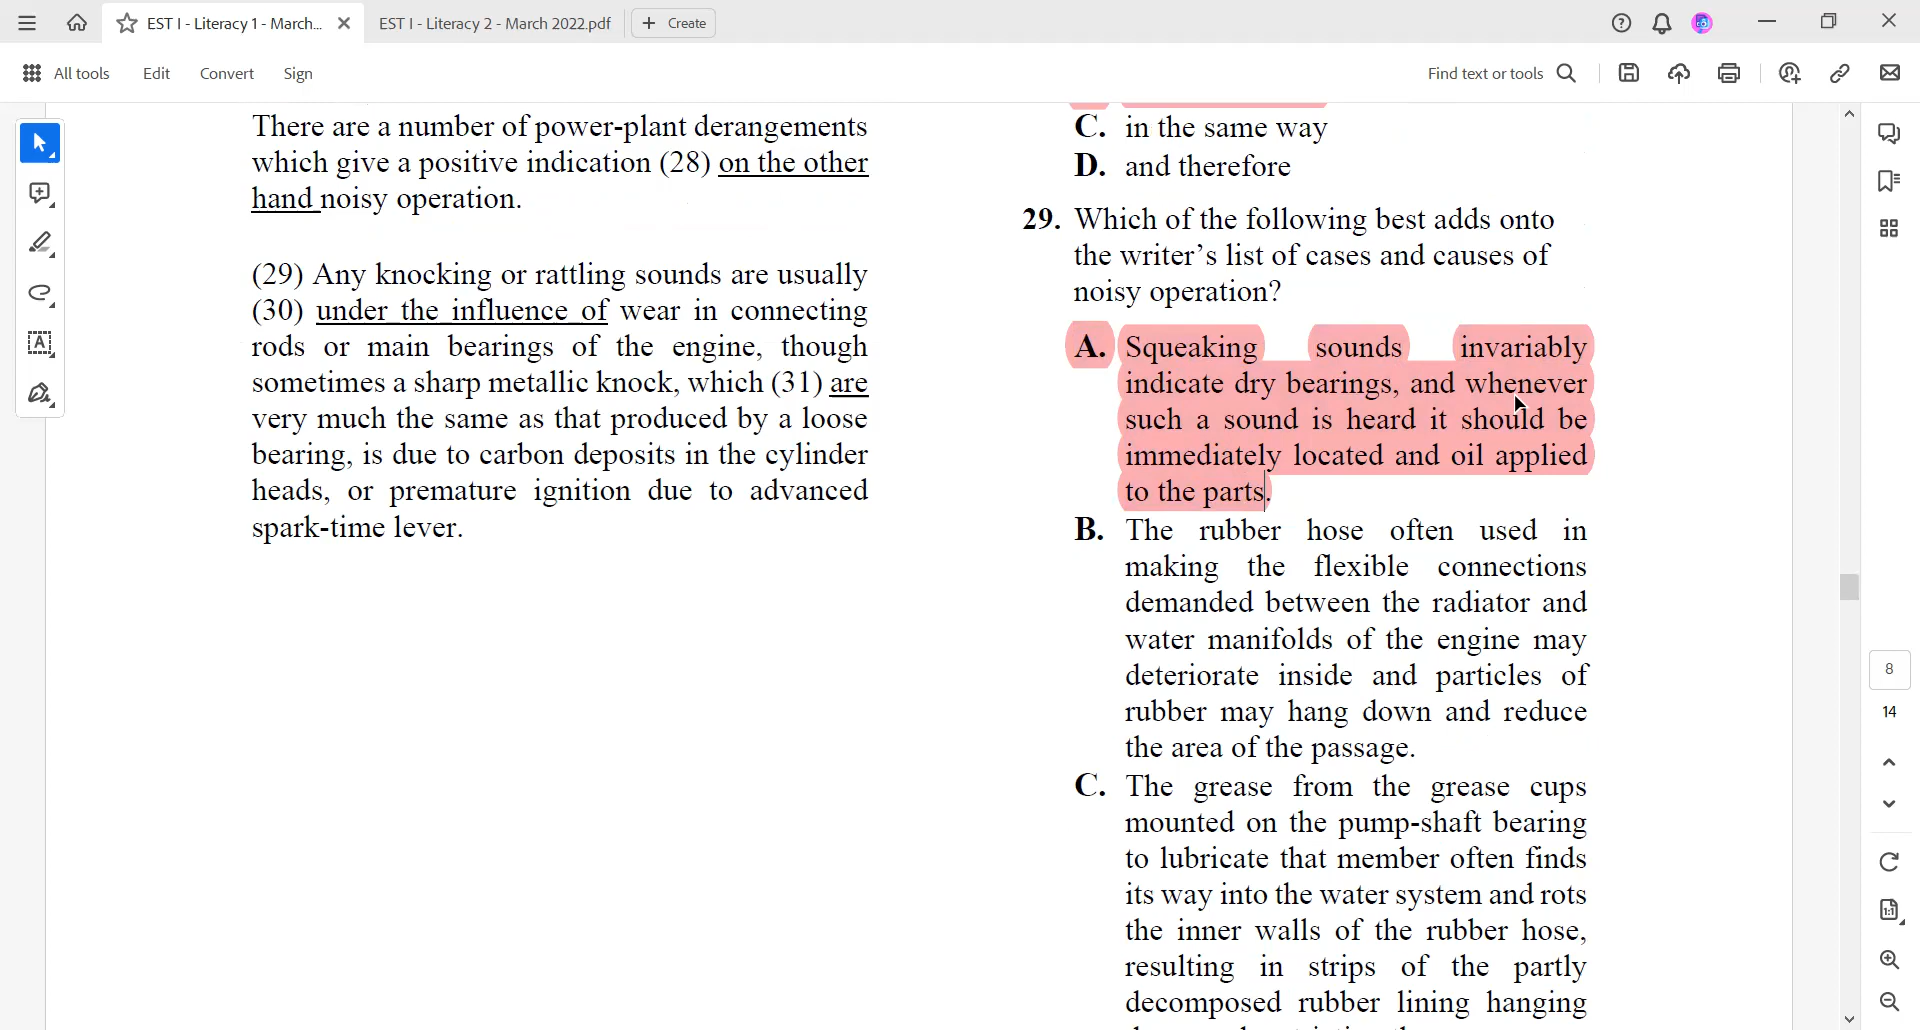 EST I - Literacy 1 - March...
EST I - Literacy 2 - March 2022.pdf
Create
All tools
Edit
Convert
Sign
Find text or tools
There are a number of power-plant derangements
which give a positive indication (28) on the other
hand noisy operation.
(29) Any knocking or rattling sounds are usually
(30) under the influence of wear in connecting
rods or main bearings of the engine, though
sometimes a sharp metallic knock, which (31) are
very much the same as that produced by a loose
bearing, is due to carbon deposits in the cylinder
heads, or premature ignition due to advanced
spark-time lever.
C. in the same way
D. and therefore
29. Which of the following best adds onto
the writer's list of cases and causes of
noisy operation?
A. Squeaking sounds invariably
indicate dry bearings, and whenever
such a sound is heard it should be
immediately located and oil applied
to the parts.
B. The rubber hose often used in
making the flexible connections
demanded between the radiator and
water manifolds of the engine may
deteriorate inside and particles of
rubber may hang down and reduce
the area of the passage.
C. The grease from the grease cups
mounted on the pump-shaft bearing
to lubricate that member often finds
its way into the water system and rots
the inner walls of the rubber hose,
resulting in strips of the partly
decomposed rubber lining hanging
8
14
1:1